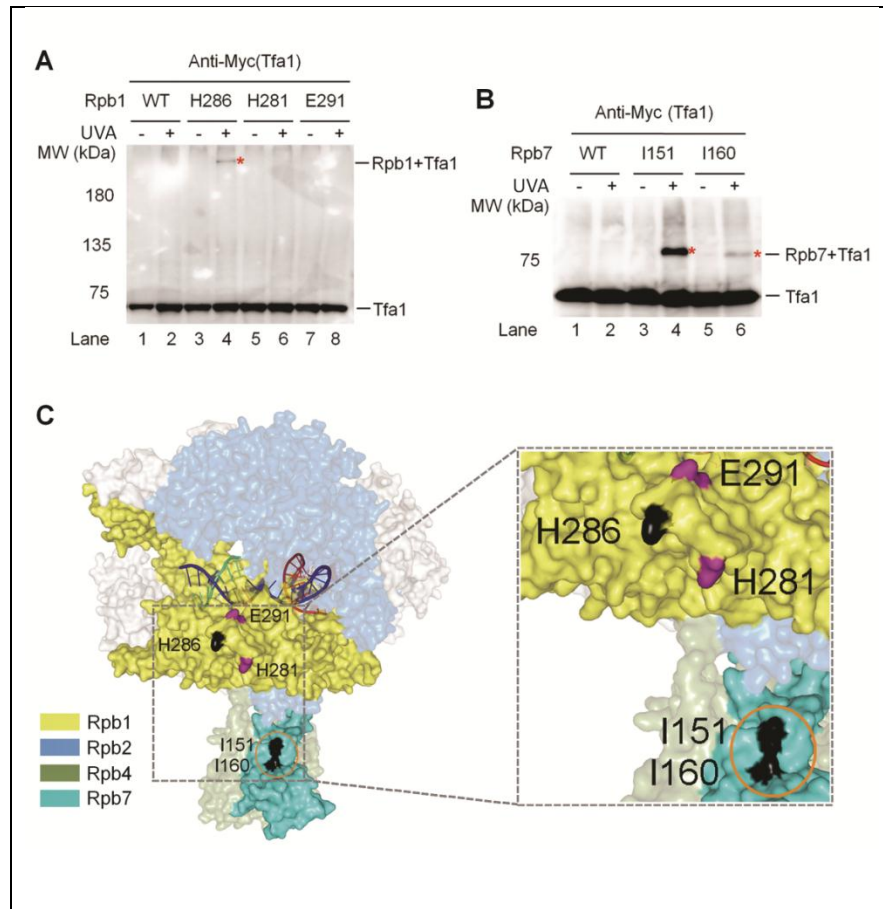 A
Anti-Myc(Tfa1)
Rpb1 WT H286 H281 E291
UVA - + - + - + - +
MW (kDa)
* Rpb1+Tfa1
180
135
75
Tfa1
Lane 1 2 3 4 5 6 7 8
B
Anti-Myc (Tfa1)
Rpb7 WT I151 I160
UVA - + - + - +
MW (kDa)
75 * * Rpb7+Tfa1
Tfa1
Lane 1 2 3 4 5 6
C
E291
H286
H281
I151
I160
Rpb1
Rpb2
Rpb4
Rpb7
E291
H286
H281
I151
I160